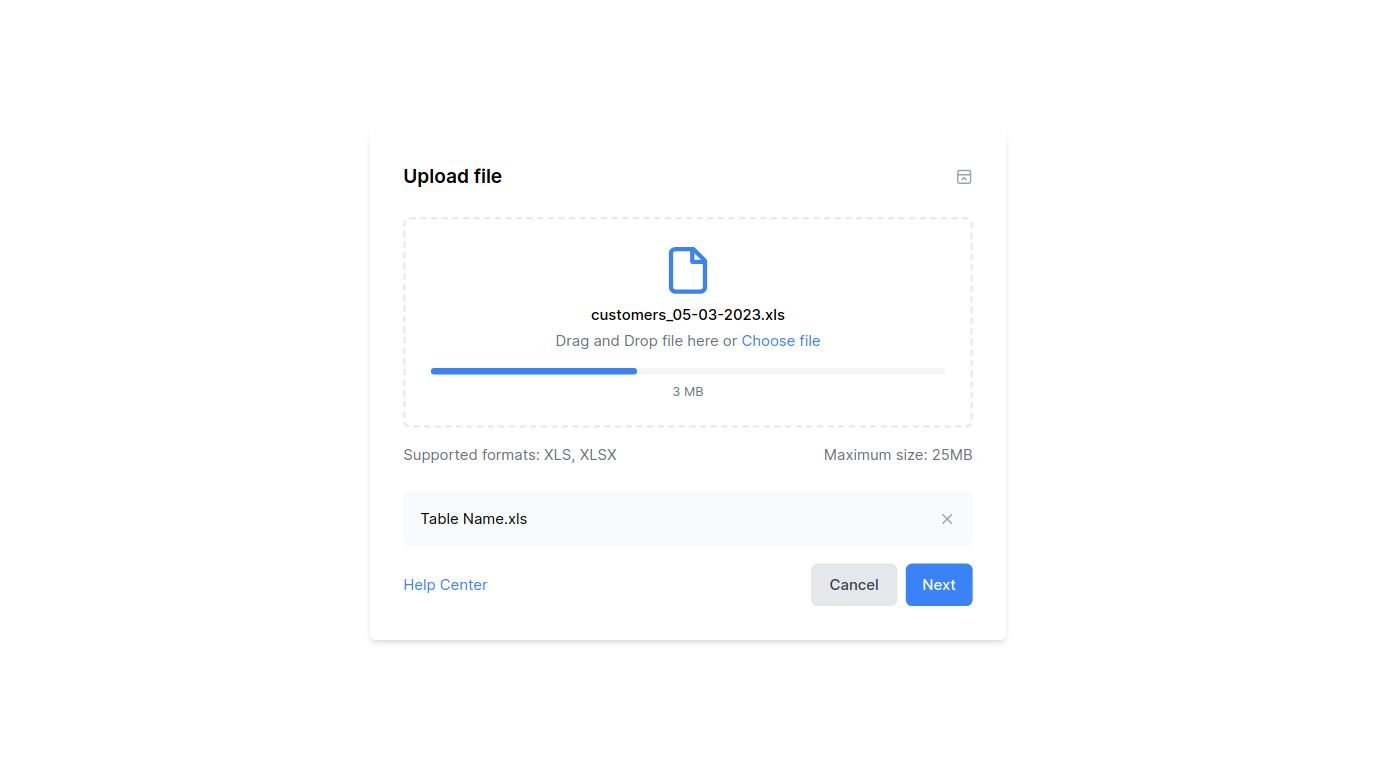 Upload file
customers_05-03-2023.xls
Drag and Drop file here or Choose file
3 MB
Supported formats: XLS, XLSX
Maximum size: 25MB
Table Name.xls
Help Center
Cancel
Next